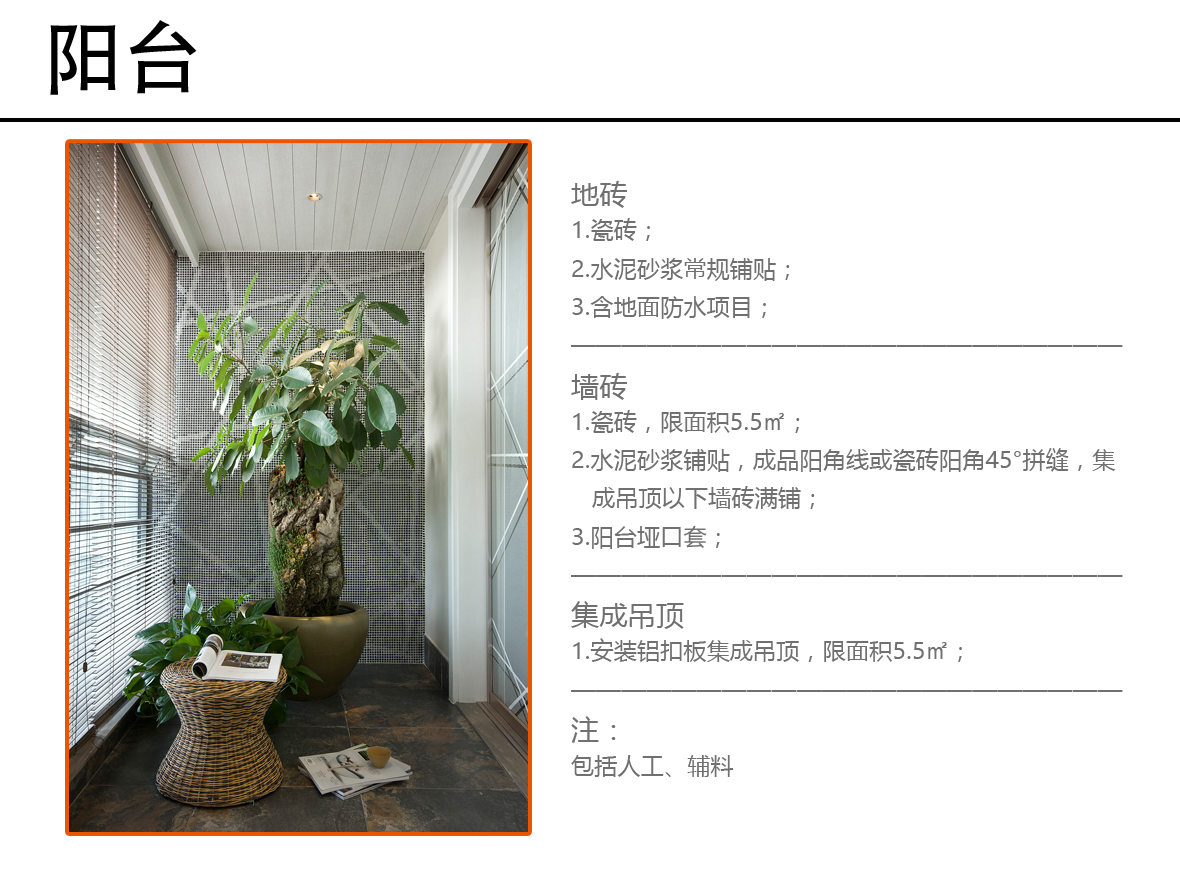 阳台
地砖
1.瓷砖；
2.水泥砂浆常规铺贴；
3.含地面防水项目；
墙砖
1.瓷砖，限面积5.5㎡；
2.水泥砂浆铺贴，成品阳角线或瓷砖阳角45°拼缝，集
成吊顶以下墙砖满铺；
3.阳台垭口套；
集成吊顶
1.安装铝扣板集成吊顶，限面积5.5㎡；
注：
包括人工、辅料